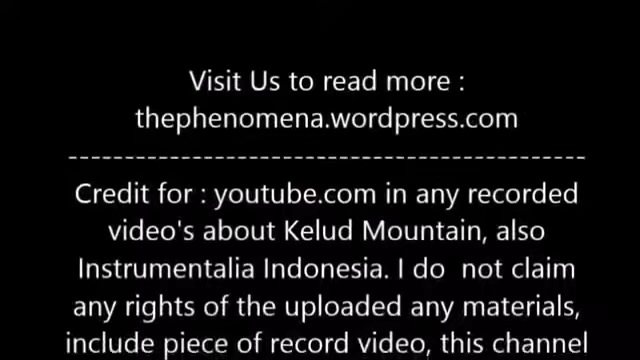 Visit Us to read more :
thephenomena.wordpress.com
----------------------------------------------
Credit for : youtube.com in any recorded
video's about Kelud Mountain, also
Instrumentalia Indonesia. I do  not claim
any rights of the uploaded any materials,
include piece of record video, this channel